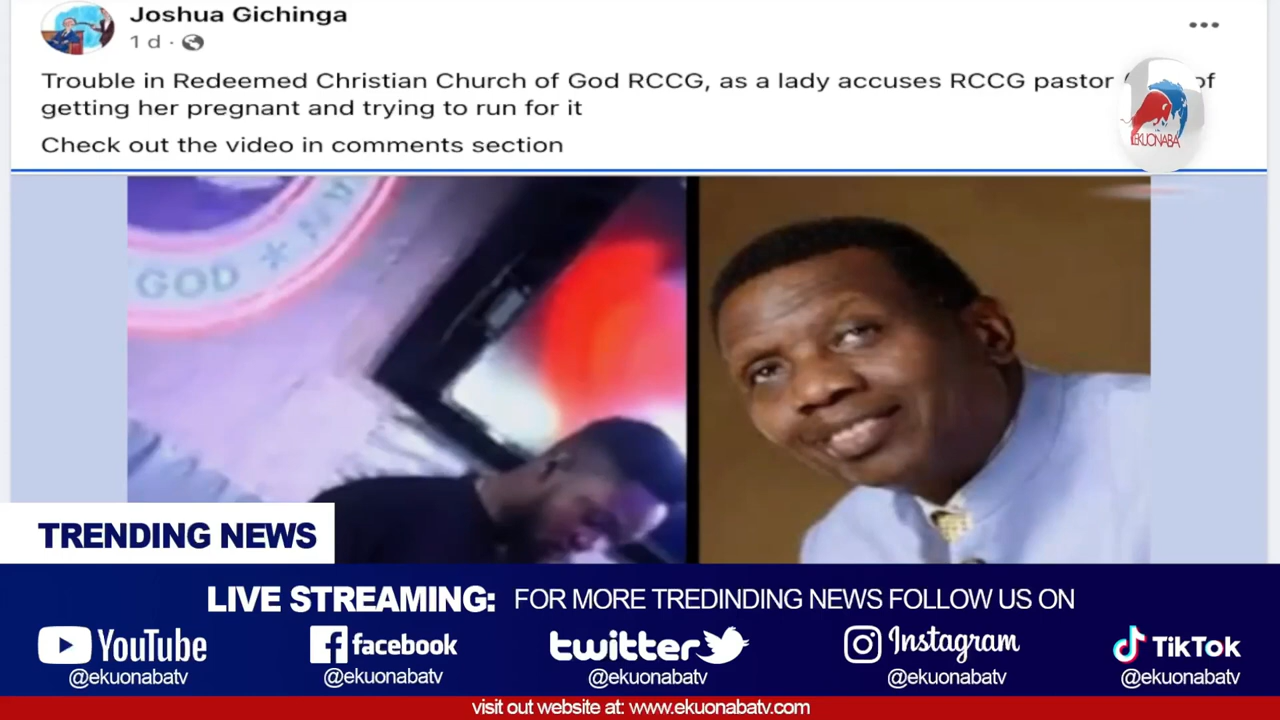 Joshua Gichinga
1 d ·
Trouble in Redeemed Christian Church of God RCCG, as a lady accuses RCCG pastor of
getting her pregnant and trying to run for it
EKUONABA
Check out the video in comments section
GOD
TRENDING NEWS
LIVE STREAMING: FOR MORE TREDINDING NEWS FOLLOW US ON
YouTube facebook twitter Instagram TikTok
@ekuonabatv @ekuonabatv @ekuonabatv @ekuonabatv @ekuonabatv
visit out website at: www.ekuonabatv.com